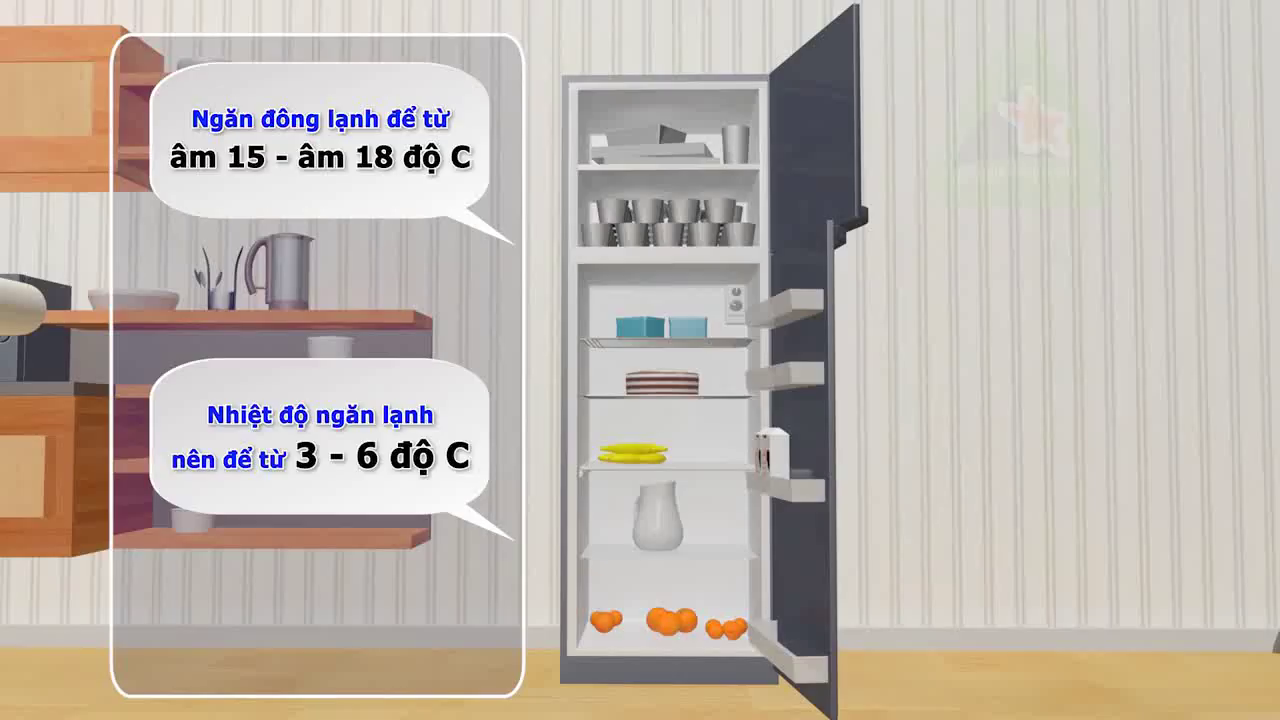 Ngăn đông lạnh để từ
âm 15 - âm 18 độ C
Nhiệt độ ngăn lạnh
nên để từ 3 - 6 độ C